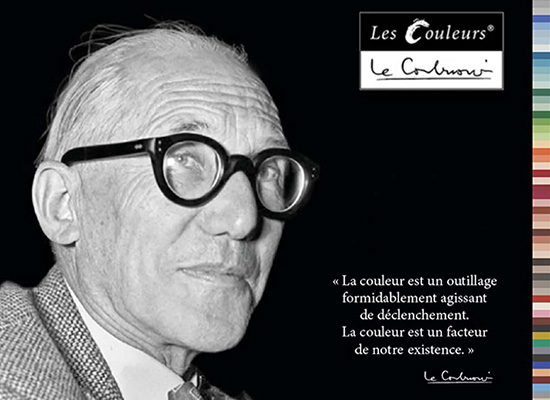 Les Couleurs®
Le Corbusier
« La couleur est un outillage
formidablement agissant
de déclenchement.
La couleur est un facteur
de notre existence. »
Le Corbusier